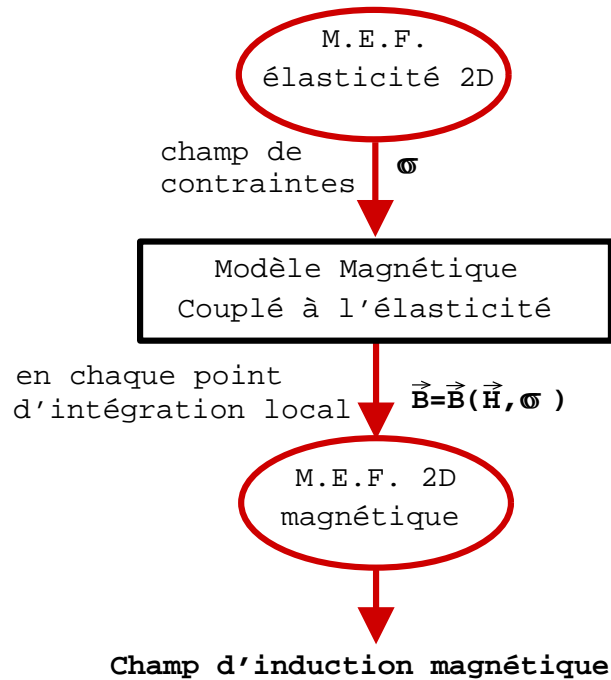 M.E.F.
élasticité 2D
champ de
contraintes
σ
Modèle Magnétique
Couplé à l'élasticité
en chaque point
d'intégration local
B⃗=B⃗(H⃗,σ )
M.E.F. 2D
magnétique
Champ d'induction magnétique